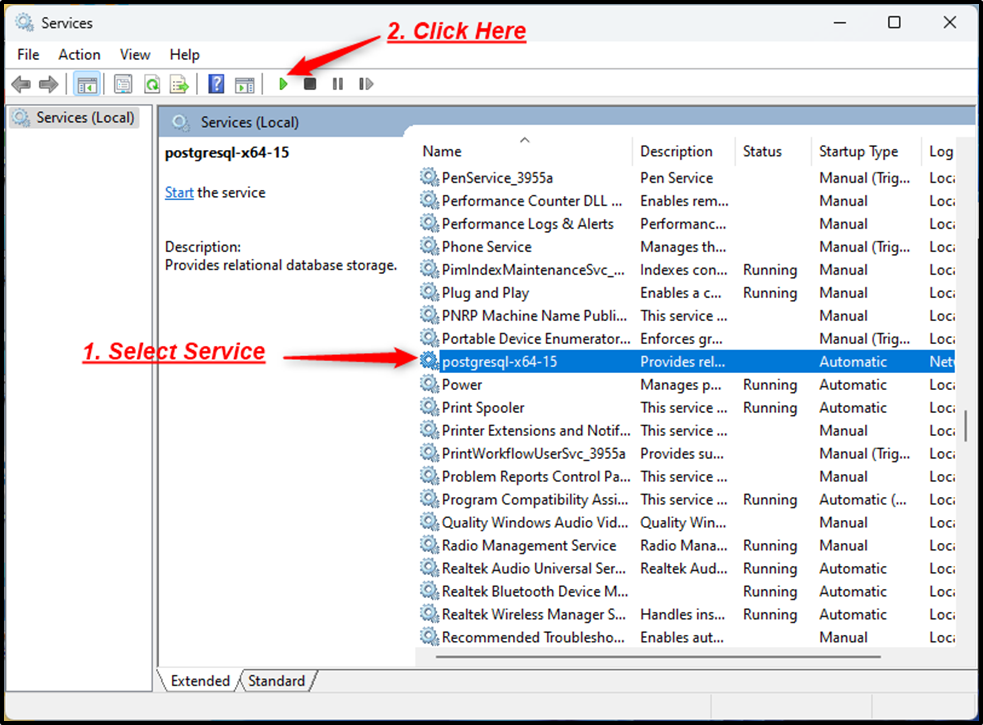 Services
2. Click Here
File Action View Help
Services (Local)
Services (Local)
postgresql-x64-15
Start the service
Description:
Provides relational database storage.
1. Select Service
Name Description Status Startup Type Log
PenService_3955a Pen Service Manual (Trig... Loca
Performance Counter DLL ... Enables rem... Manual Loca
Performance Logs & Alerts Performanc... Manual Loca
Phone Service Manages th... Manual (Trig... Loca
PimIndexMaintenanceSvc_... Indexes con... Running Manual Loca
Plug and Play Enables a c... Running Manual Loca
PNRP Machine Name Publi... This service ... Manual Loca
Portable Device Enumerator... Enforces gr... Manual (Trig... Loca
postgresql-x64-15 Provides rel... Automatic Netv
Power Manages p... Running Automatic Loca
Print Spooler This service ... Running Automatic Loca
Printer Extensions and Notif... This service ... Manual Loca
PrintWorkflowUserSvc_3955a Provides su... Manual (Trig... Loca
Problem Reports Control Pa... This service ... Manual Loca
Program Compatibility Assi... This service ... Running Automatic (... Loca
Quality Windows Audio Vid... Quality Win... Manual Loca
Radio Management Service Radio Mana... Running Manual Loca
Realtek Audio Universal Ser... Realtek Aud... Running Automatic Loca
Realtek Bluetooth Device M... Running Automatic Loca
Realtek Wireless Manager S... Handles ins... Running Automatic Loca
Recommended Troublesho... Enables aut... Manual Loca
Extended Standard